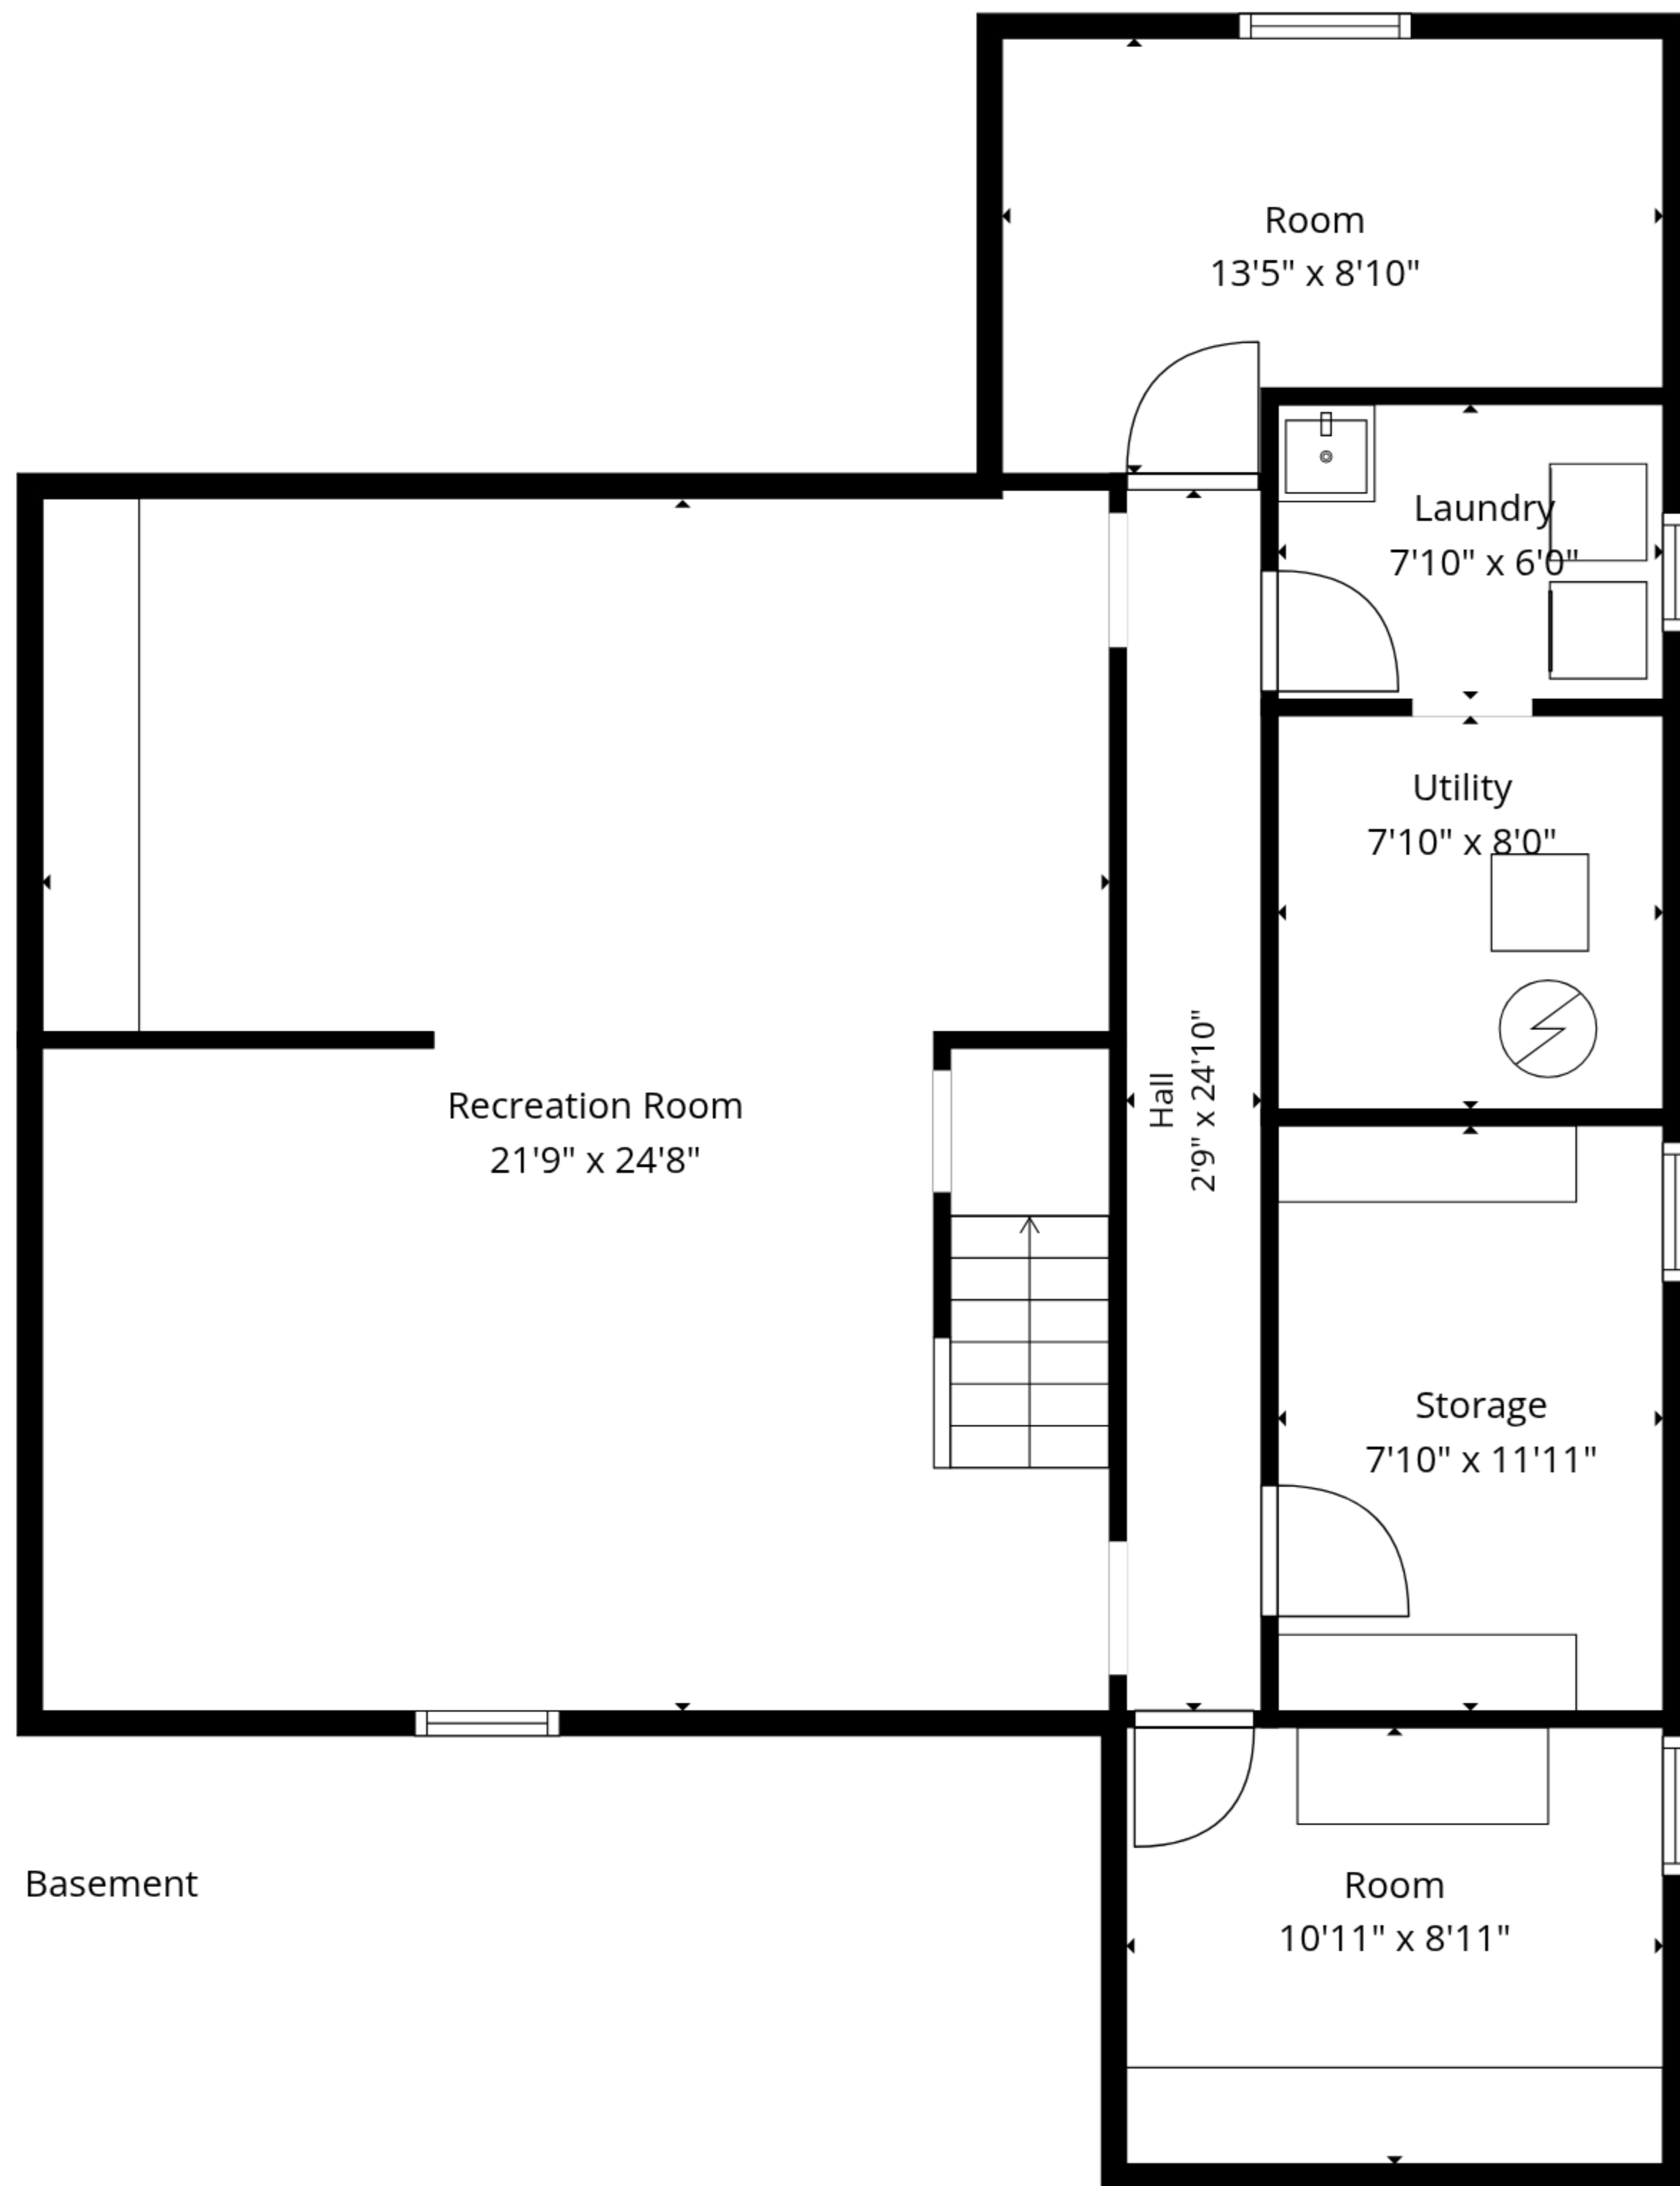 Room
13'5" x 8'10"
Laundry
7'10" x 6'0"
Utility
7'10" x 8'0"
Recreation Room
21'9" x 24'8"
Hall
2'9" x 24'10"
Storage
7'10" x 11'11"
Basement
Room
10'11" x 8'11"